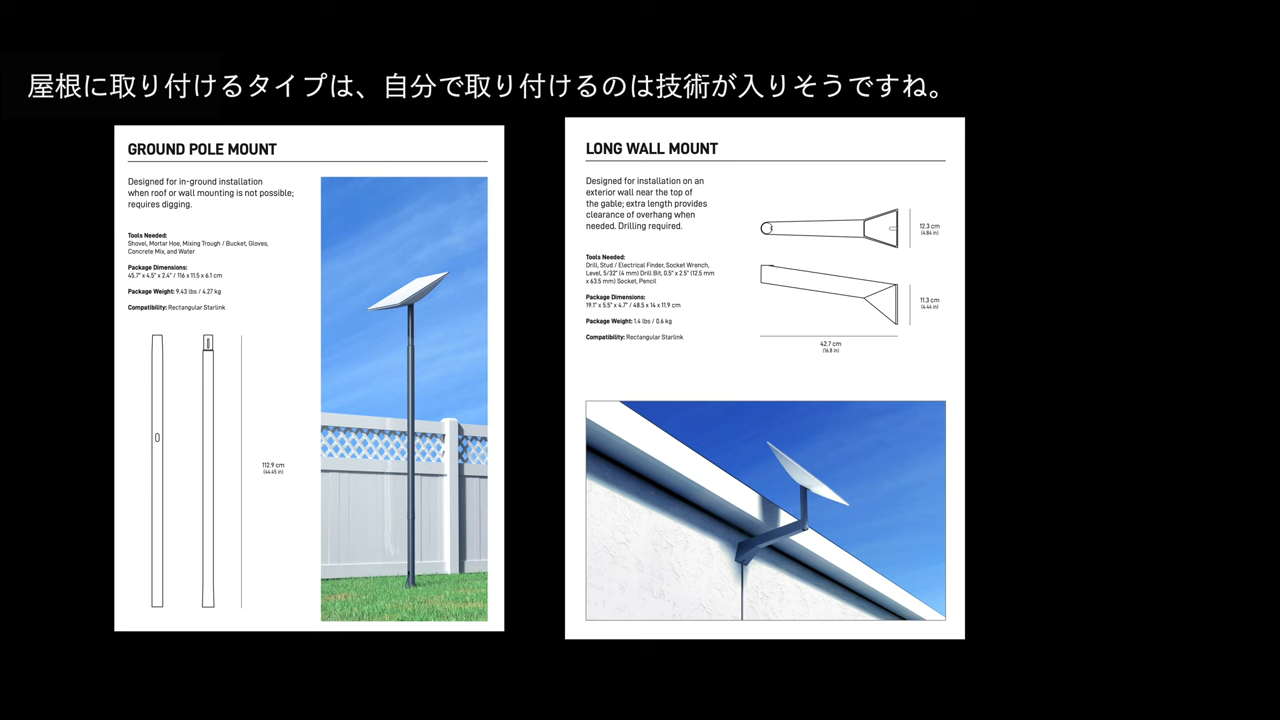 屋根に取り付けるタイプは、自分で取り付けるのは技術が入りそうですね。
GROUND POLE MOUNT
Designed for in-ground installation
when roof or wall mounting is not possible;
requires digging.
Tools Needed:
Shovel, Mortar Hoe, Mixing Trough / Bucket, Gloves,
Concrete Mix, and Water
Package Dimensions:
45.7" x 4.5" x 2.4" / 116 x 11.5 x 6.1 cm
Package Weight: 9.43 lbs / 4.27 kg
Compatibility: Rectangular Starlink
112.9 cm
(44.45 in)
LONG WALL MOUNT
Designed for installation on an
exterior wall near the top of
the gable; extra length provides
clearance of overhang when
needed. Drilling required.
Tools Needed:
Drill, Stud / Electrical Finder, Socket Wrench,
Level, 5/32" (4 mm) Drill Bit, 0.5" x 2.5" (12.5 mm
x 63.5 mm) Socket, Pencil
Package Dimensions:
19.1" x 5.5" x 4.7" / 48.5 x 14 x 11.9 cm
Package Weight: 1.4 lbs / 0.6 kg
Compatibility: Rectangular Starlink
12.3 cm
(4.84 in)
11.3 cm
(4.44 in)
42.7 cm
(16.8 in)